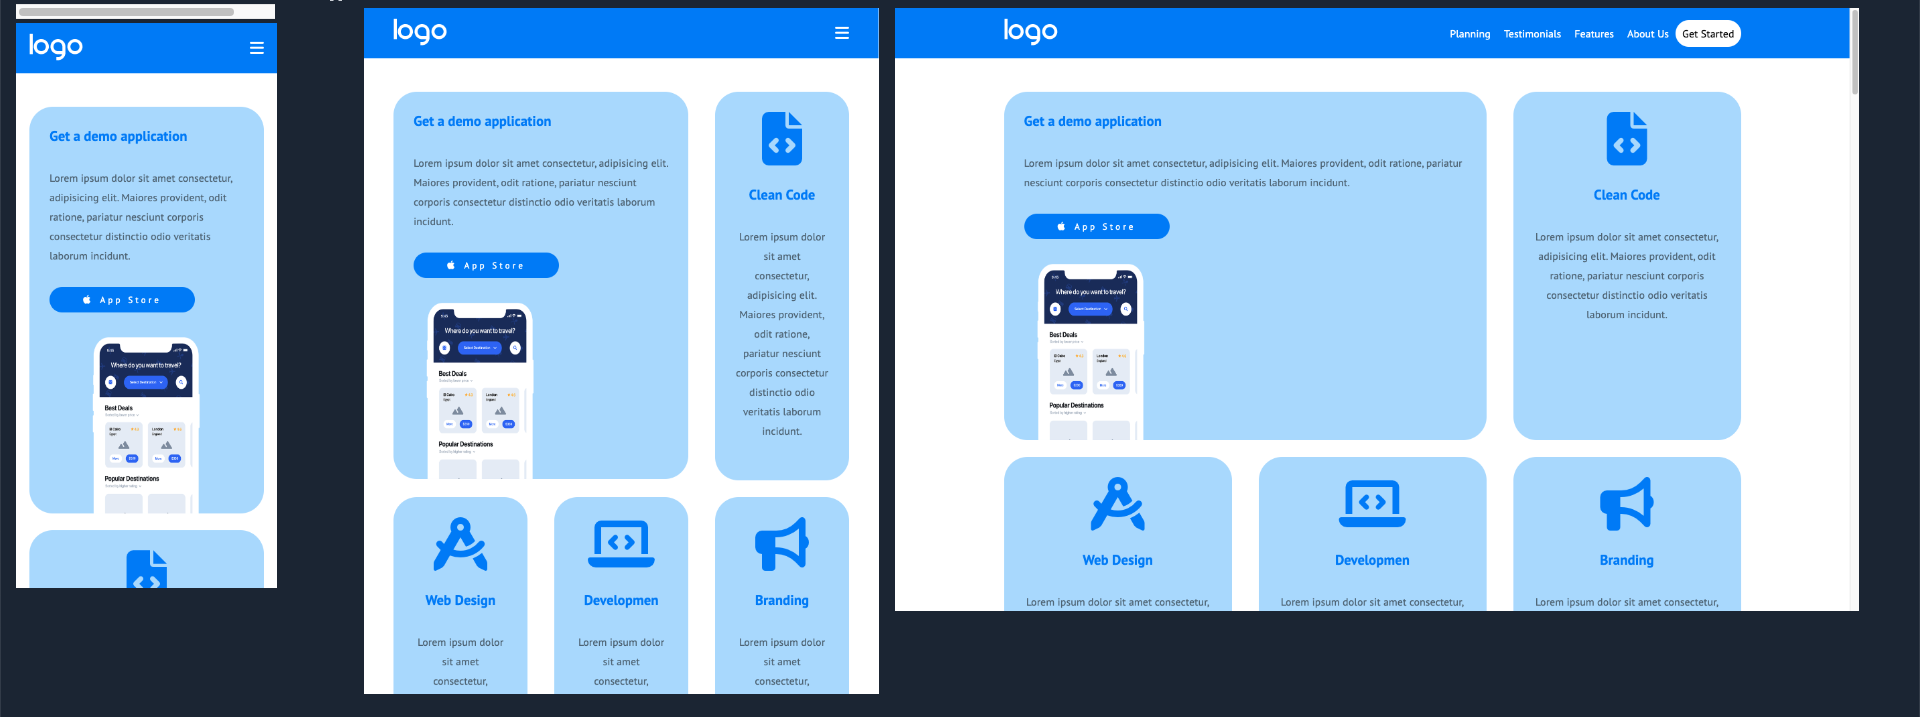 logo
Get a demo application
Lorem ipsum dolor sit amet consectetur,
adipisicing elit. Maiores provident, odit
ratione, pariatur nesciunt corporis
consectetur distinctio odio veritatis
laborum incidunt.
App Store
Where do you want to travel?
Select Destination
Best Deals
Popular Destinations
logo
Get a demo application
Lorem ipsum dolor sit amet consectetur, adipisicing elit.
Maiores provident, odit ratione, pariatur nesciunt
corporis consectetur distinctio odio veritatis laborum
incidunt.
App Store
Where do you want to travel?
Select Destination
Best Deals
Popular Destinations
Clean Code
Lorem ipsum dolor
sit amet
consectetur,
adipisicing elit.
Maiores provident,
odit ratione,
pariatur nesciunt
corporis consectetur
distinctio odio
veritatis laborum
incidunt.
Web Design
Lorem ipsum dolor
sit amet
consectetur,
Developmen
Lorem ipsum dolor
sit amet
consectetur,
Branding
Lorem ipsum dolor
sit amet
consectetur,
logo
Planning Testimonials Features About Us Get Started
Get a demo application
Lorem ipsum dolor sit amet consectetur, adipisicing elit. Maiores provident, odit ratione, pariatur
nesciunt corporis consectetur distinctio odio veritatis laborum incidunt.
App Store
Where do you want to travel?
Select Destination
Best Deals
Popular Destinations
Clean Code
Lorem ipsum dolor sit amet consectetur,
adipisicing elit. Maiores provident, odit
ratione, pariatur nesciunt corporis
consectetur distinctio odio veritatis
laborum incidunt.
Web Design
Lorem ipsum dolor sit amet consectetur,
Developmen
Lorem ipsum dolor sit amet consectetur,
Branding
Lorem ipsum dolor sit amet consectetur,